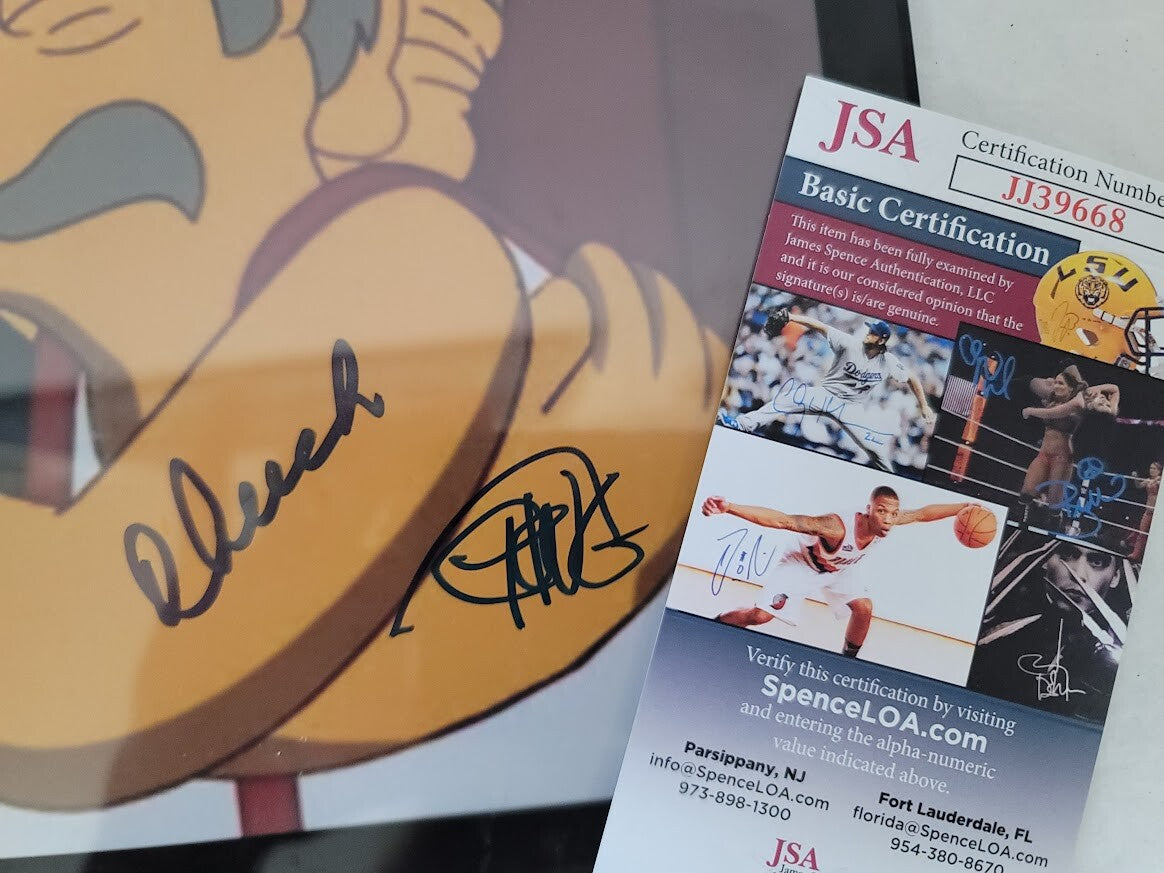 Cheech
JSA
Certification Numbe
JJ39668
Basic Certification
This item has been fully examined by
James Spence Authentication, LLC
and it is our considered opinion that the
signature(s) is/are genuine.
LSU
Dodgers
Verify this certification by visiting
SpenceLOA.com
and entering the alpha-numeric
value indicated above.
Parsippany, NJ
info@SpenceLOA.com
973-898-1300
Fort Lauderdale, FL
florida@SpenceLOA.com
954-380-8670
JSA